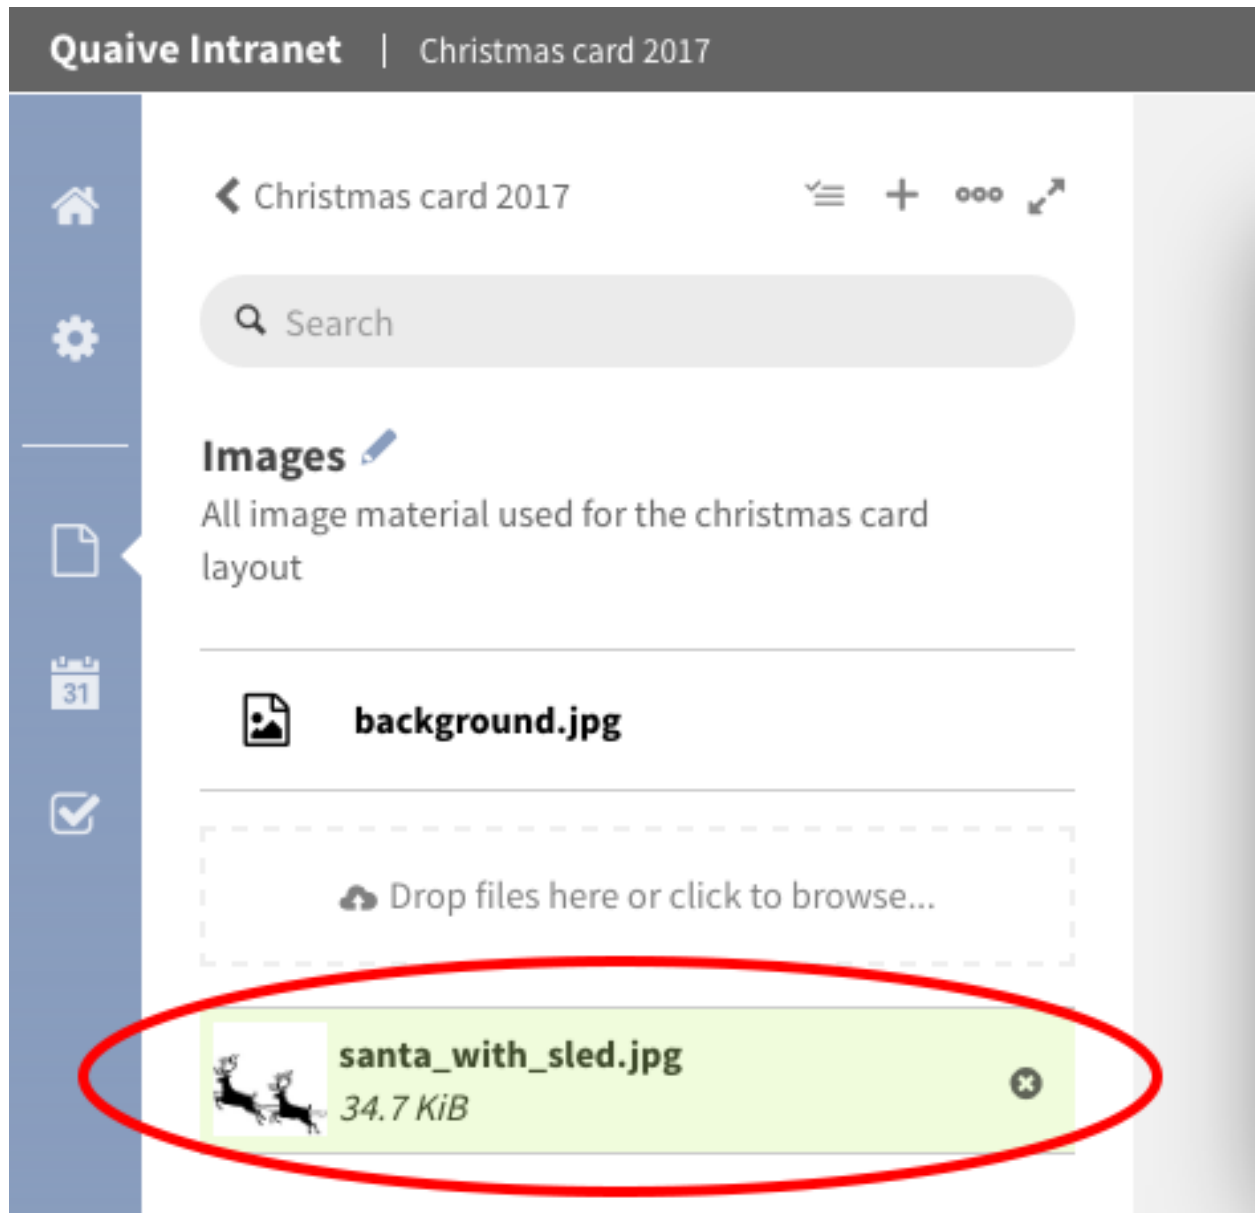 Quaive Intranet | Christmas card 2017
Christmas card 2017
Search
Images
All image material used for the christmas card
layout
31
background.jpg
Drop files here or click to browse...
santa_with_sled.jpg
34.7 KiB